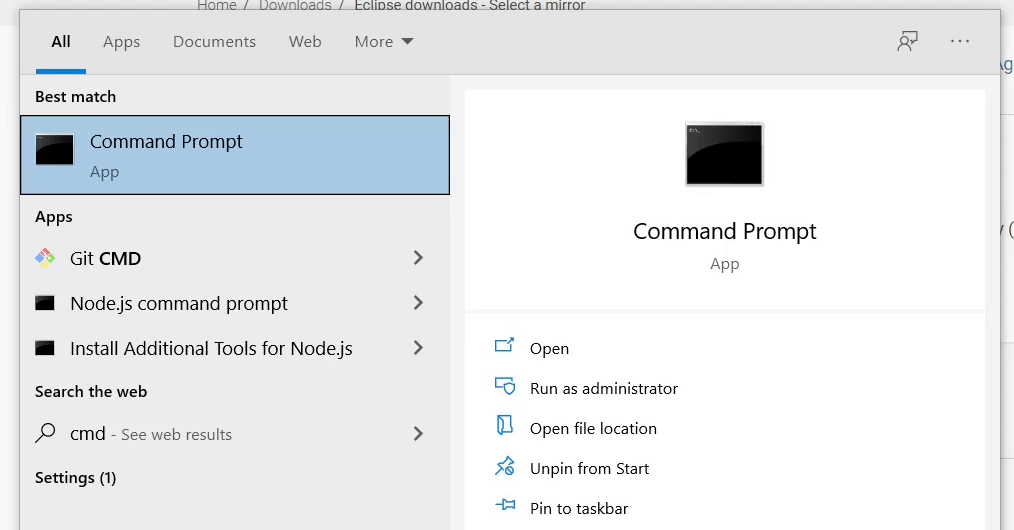 Home / Downloads / Eclipse downloads - Select a mirror
All Apps Documents Web More
Best match
Command Prompt
App
Apps
Git CMD
Node.js command prompt
Install Additional Tools for Node.js
Search the web
cmd - See web results
Settings (1)
Command Prompt
App
Open
Run as administrator
Open file location
Unpin from Start
Pin to taskbar